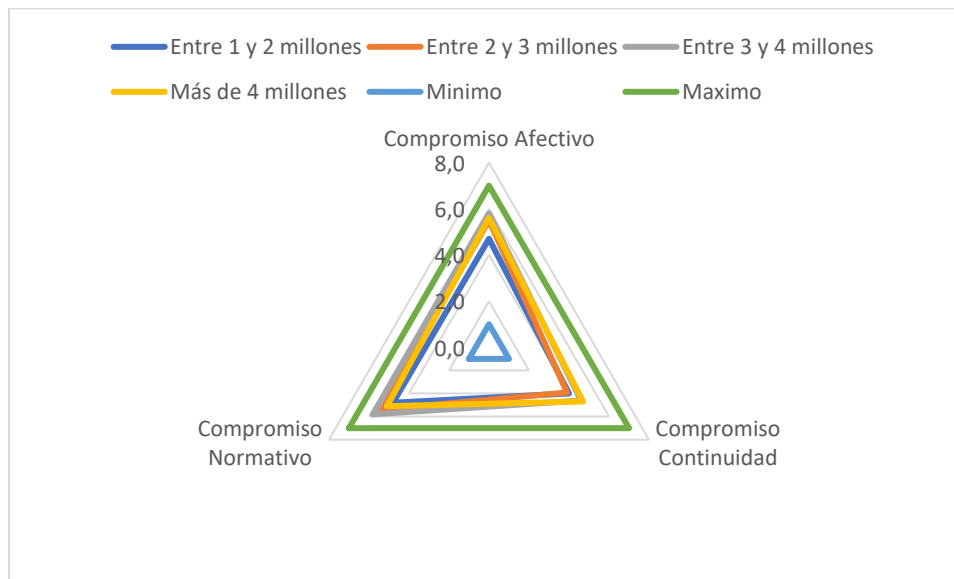 Entre 1 y 2 millones
Entre 2 y 3 millones
Entre 3 y 4 millones
Más de 4 millones
Minimo
Maximo
Compromiso Afectivo
8,0
6,0
4,0
2,0
0,0
Compromiso
Normativo
Compromiso
Continuidad